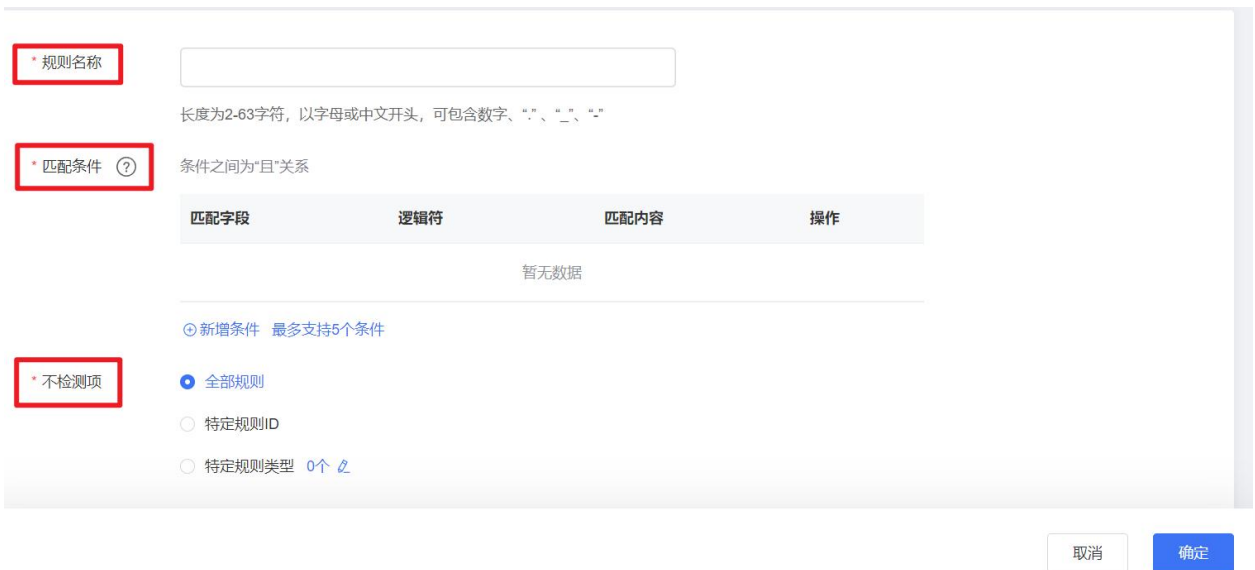 * 规则名称
长度为2-63字符，以字母或中文开头，可包含数字、“.”、“_”、“-”
* 匹配条件 ? 条件之间为“且”关系
匹配字段 逻辑符 匹配内容 操作
暂无数据
新增条件 最多支持5个条件
* 不检测项 全部规则
特定规则ID
特定规则类型 0个
取消 确定